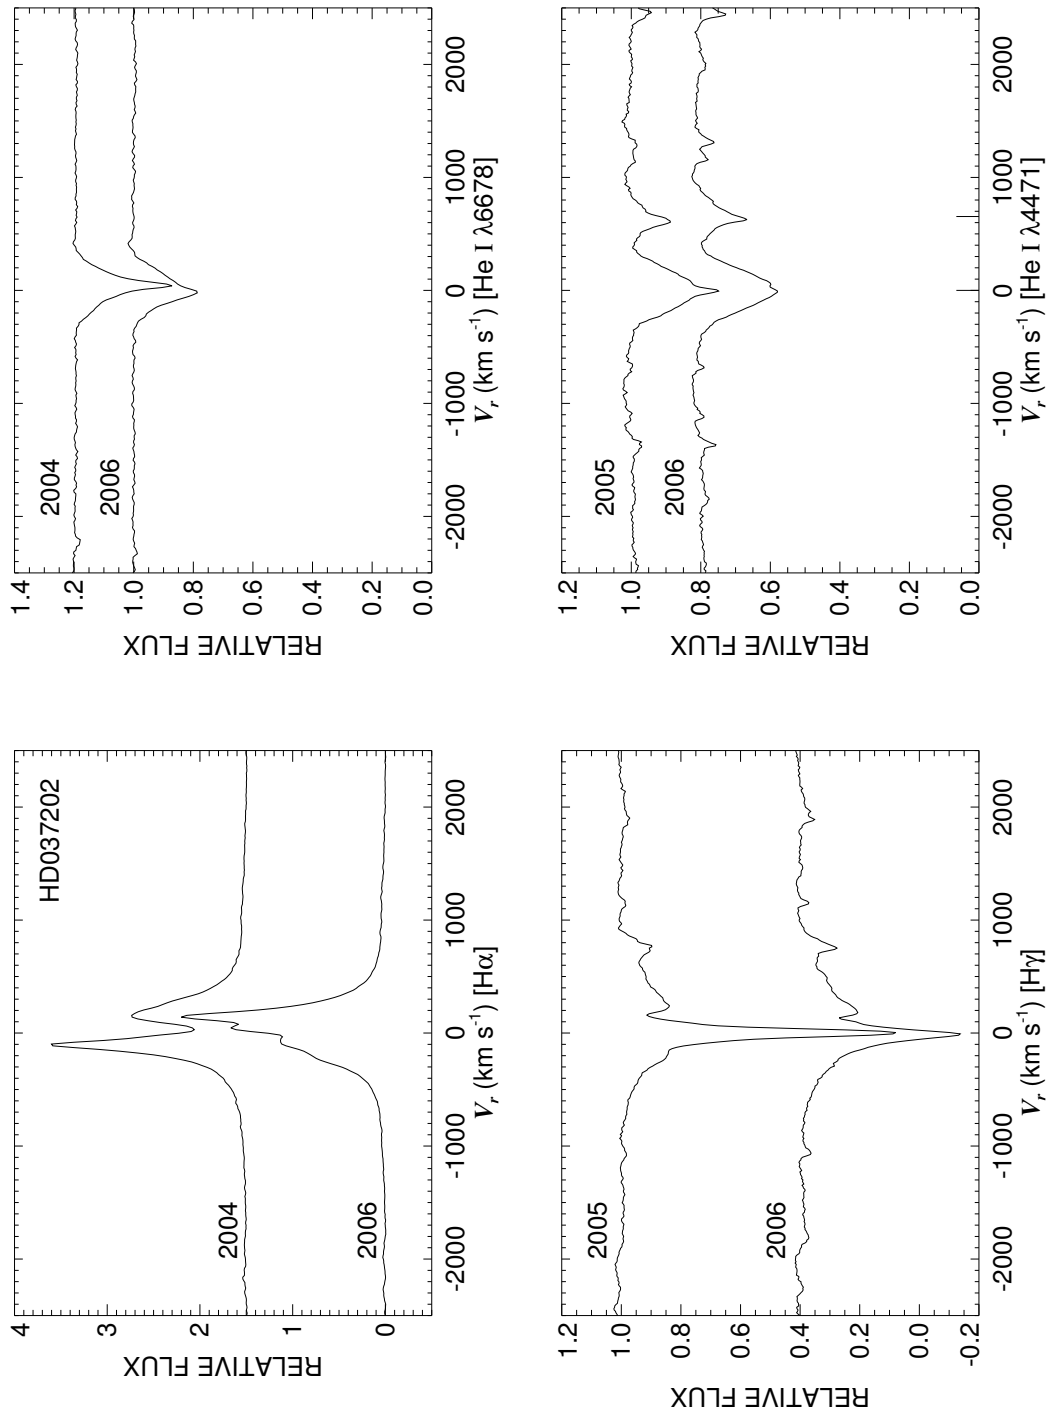 HD037202
2004
2006
4
3
2
1
0
RELATIVE FLUX
-2000 -1000 0 1000 2000
V_r (km s^-1) [Hα]
2004
2006
1.4
1.2
1.0
0.8
0.6
0.4
0.2
0.0
RELATIVE FLUX
-2000 -1000 0 1000 2000
V_r (km s^-1) [He I λ6678]
2005
2006
1.2
1.0
0.8
0.6
0.4
0.2
0.0
-0.2
RELATIVE FLUX
-2000 -1000 0 1000 2000
V_r (km s^-1) [Hγ]
2005
2006
1.2
1.0
0.8
0.6
0.4
0.2
0.0
RELATIVE FLUX
-2000 -1000 0 1000 2000
V_r (km s^-1) [He I λ4471]